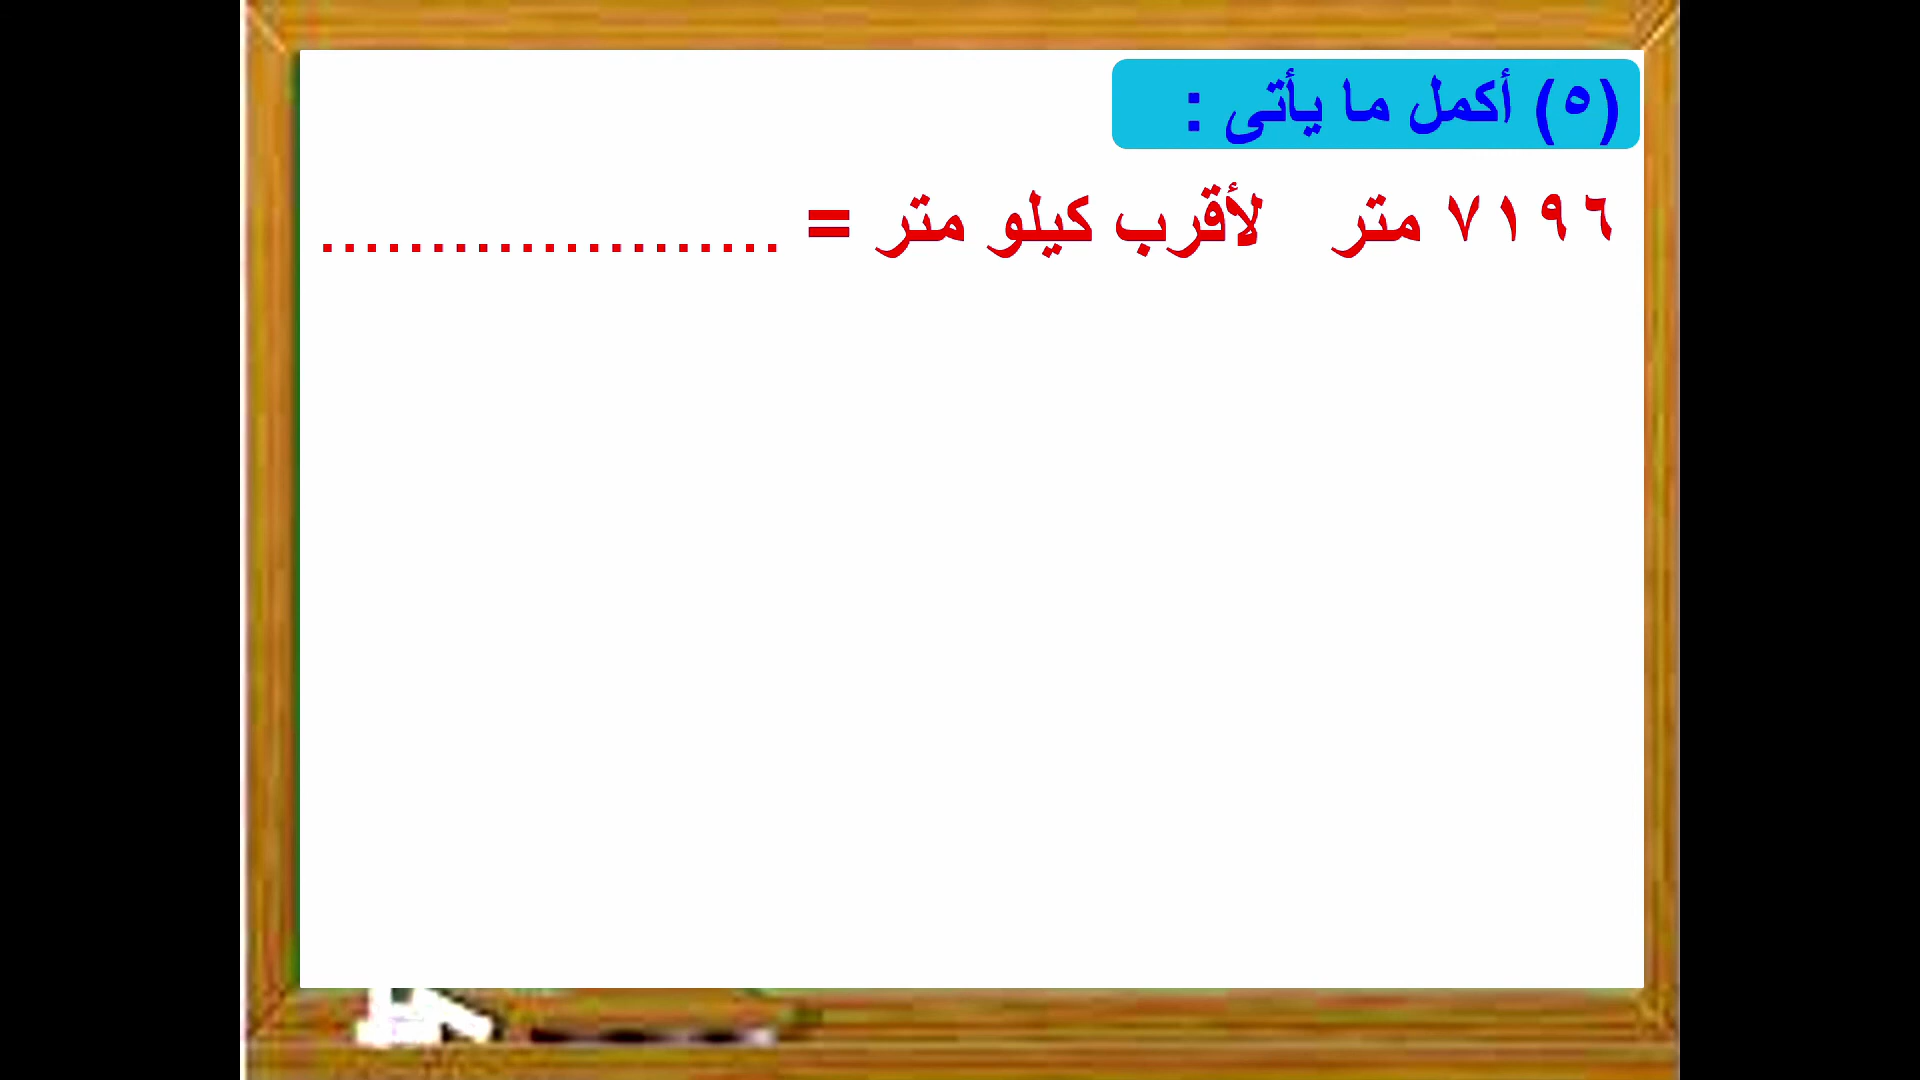 (٥) أكمل ما يأتى :
٧١٩٦ متر لأقرب كيلو متر = .....................